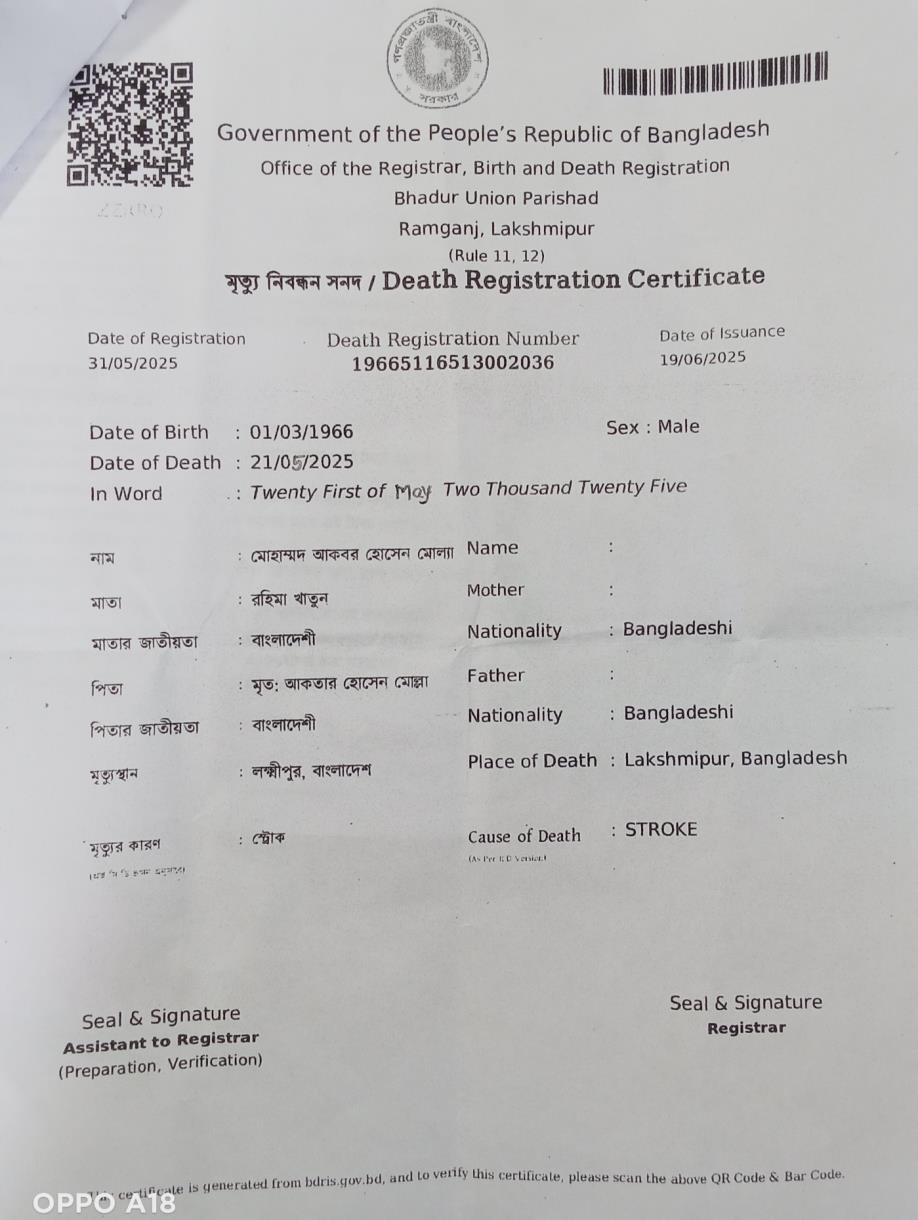 গণপ্রজাতন্ত্রী বাংলাদেশ
সরকার
Government of the People's Republic of Bangladesh
Office of the Registrar, Birth and Death Registration
Bhadur Union Parishad
Ramganj, Lakshmipur
(Rule 11, 12)
মৃত্যু নিবন্ধন সনদ / Death Registration Certificate
Date of Registration Death Registration Number Date of Issuance
31/05/2025 19665116513002036 19/06/2025
Date of Birth : 01/03/1966 Sex : Male
Date of Death : 21/05/2025
In Word : Twenty First of May Two Thousand Twenty Five
নাম : মোহাম্মদ আকবর হোসেন মোল্যা Name :
মাতা : রহিমা খাতুন Mother :
মাতার জাতীয়তা : বাংলাদেশী Nationality : Bangladeshi
পিতা : মৃত: আকতার হোসেন মোল্লা Father :
পিতার জাতীয়তা : বাংলাদেশী Nationality : Bangladeshi
মৃত্যুস্থান : লক্ষ্মীপুর, বাংলাদেশ Place of Death : Lakshmipur, Bangladesh
মৃত্যুর কারন : স্ট্রোক Cause of Death : STROKE
Seal & Signature Seal & Signature
Assistant to Registrar Registrar
(Preparation, Verification)
This certificate is generated from bdris.gov.bd, and to verify this certificate, please scan the above QR Code & Bar Code.
OPPO A18